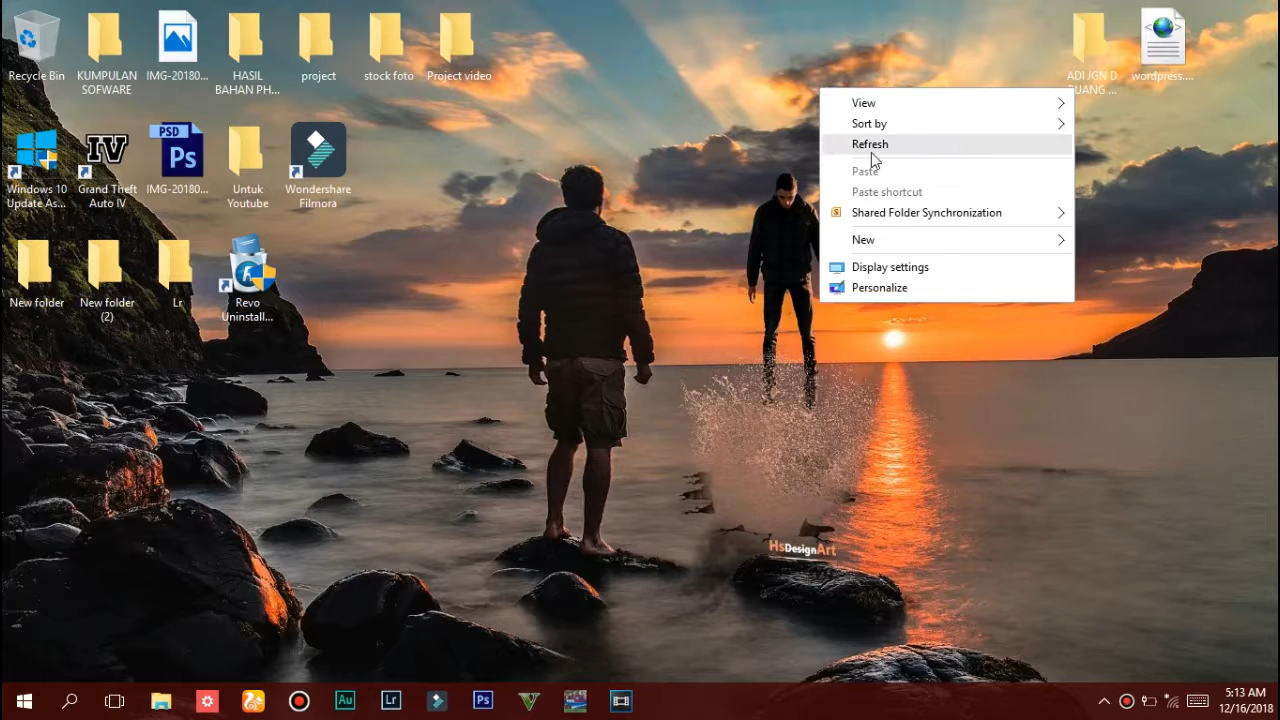 Recycle Bin
KUMPULAN
SOFWARE
IMG-20180...
HASIL
BAHAN PH...
project
stock foto
Project video
ADI JGN D
BUANG ...
wordpress....
Windows 10
Update As...
Grand Theft
Auto IV
PSD
Ps
IMG-20180...
Untuk
Youtube
Wondershare
Filmora
New folder
New folder
(2)
Lr
Revo
Uninstall...
View
Sort by
Refresh
Paste
Paste shortcut
Shared Folder Synchronization
New
Display settings
Personalize
HsDesignArt
Au
Lr
Ps
V
5:13 AM
12/16/2018